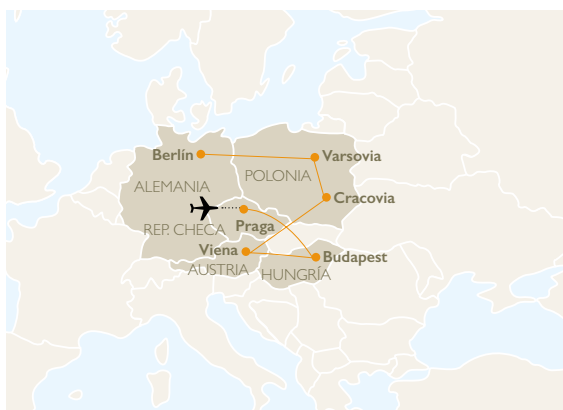 Berlín
Varsovia
POLONIA
ALEMANIA
Cracovia
REP. CHECA
Praga
Viena
Budapest
AUSTRIA
HUNGRÍA